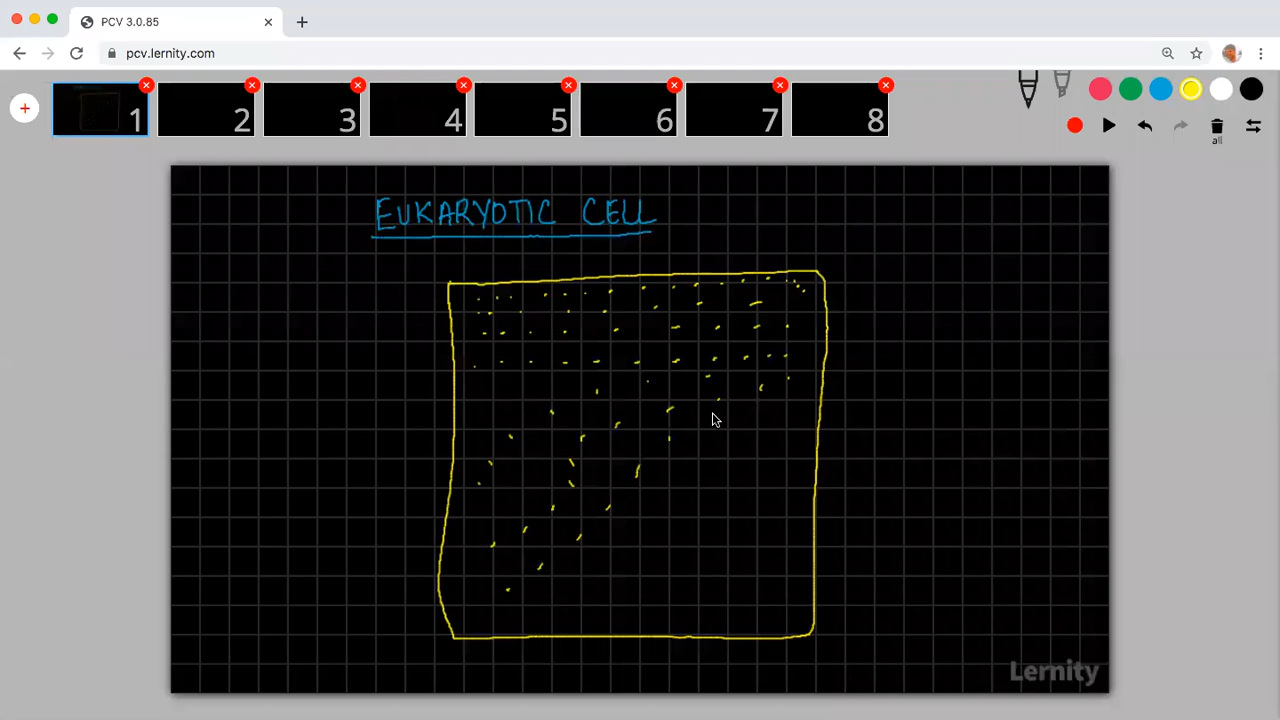 PCV 3.0.85
pcv.lernity.com
1 2 3 4 5 6 7 8
all
EUKARYOTIC CELL
Lernity